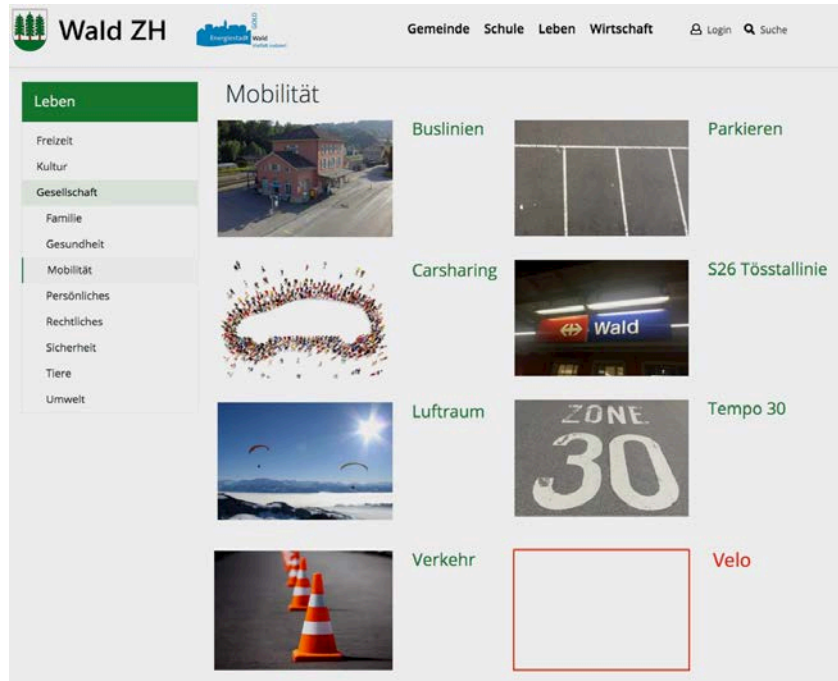 Wald ZH
Energiestadt
Wald
GOLD
Gemeinde Schule Leben Wirtschaft
Login Suche
Leben
Freizeit
Kultur
Gesellschaft
Familie
Gesundheit
Mobilität
Persönliches
Rechtliches
Sicherheit
Tiere
Umwelt
Mobilität
Buslinien
Parkieren
Carsharing
S26 Tösstallinie
Wald
Luftraum
Tempo 30
ZONE
30
Verkehr
Velo